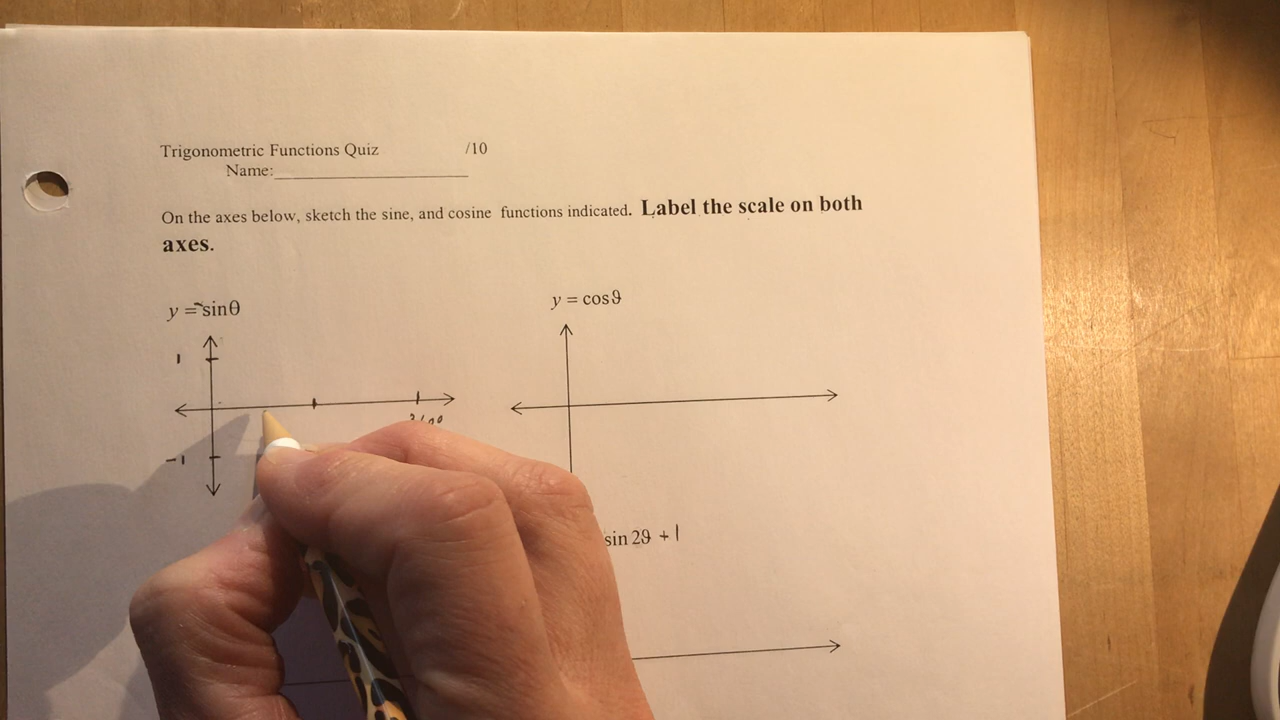 Trigonometric Functions Quiz /10
Name:
On the axes below, sketch the sine, and cosine functions indicated. Label the scale on both
axes.
y = -sinθ
y = cosϑ
1
-1
sin 2ϑ + 1